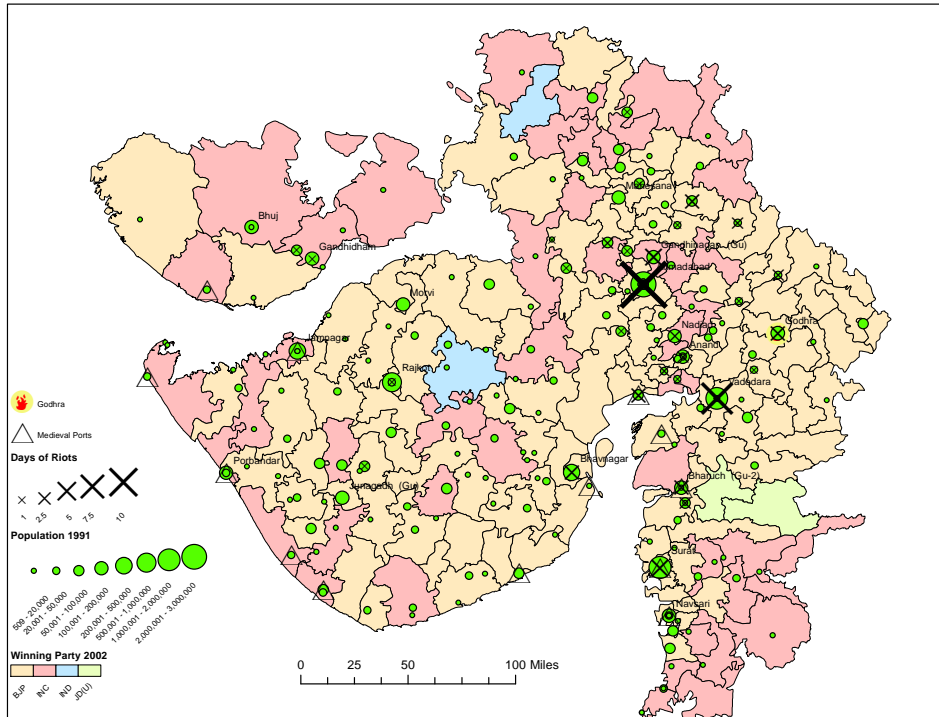 Mahesana
Bhuj
Gandhidham
Gandhinagar (Gu)
Ahmadabad
Morvi
Jamnagar
Nadiad
Godhra
Anand
Rajkot
Vadodara
Godhra
Medieval Ports
Days of Riots
1 2.5 5 7.5 10
Porbandar
Bhavnagar
Junagadh (Gu)
Bharuch (Gu-2)
Population 1991
509 - 20,000
20,001 - 50,000
50,001 - 100,000
100,001 - 200,000
200,001 - 500,000
500,001 - 1,000,000
1,000,001 - 2,000,000
2,000,001 - 3,000,000
Surat
Navsari
Winning Party 2002
BJP INC IND JD(U)
0 25 50 100 Miles